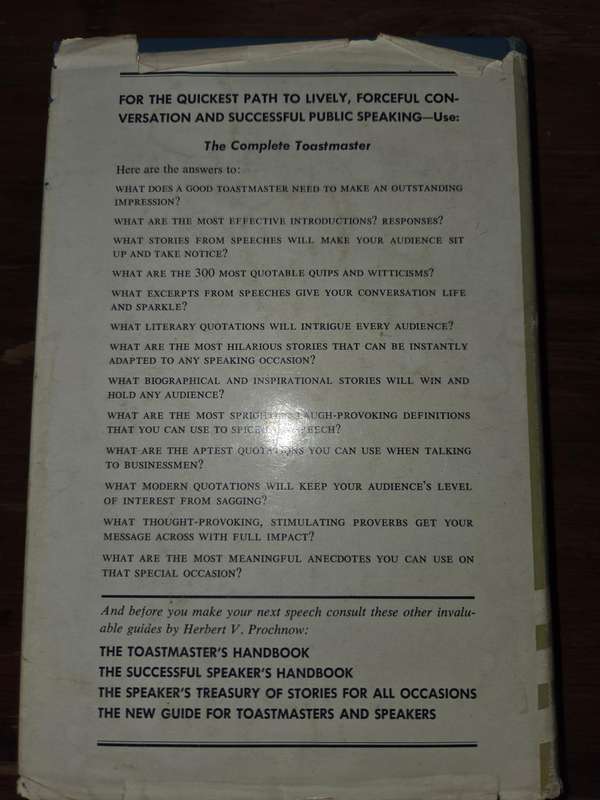 FOR THE QUICKEST PATH TO LIVELY, FORCEFUL CON-
VERSATION AND SUCCESSFUL PUBLIC SPEAKING—Use:
The Complete Toastmaster
Here are the answers to:
WHAT DOES A GOOD TOASTMASTER NEED TO MAKE AN OUTSTANDING
IMPRESSION?
WHAT ARE THE MOST EFFECTIVE INTRODUCTIONS? RESPONSES?
WHAT STORIES FROM SPEECHES WILL MAKE YOUR AUDIENCE SIT
UP AND TAKE NOTICE?
WHAT ARE THE 300 MOST QUOTABLE QUIPS AND WITTICISMS?
WHAT EXCERPTS FROM SPEECHES GIVE YOUR CONVERSATION LIFE
AND SPARKLE?
WHAT LITERARY QUOTATIONS WILL INTRIGUE EVERY AUDIENCE?
WHAT ARE THE MOST HILARIOUS STORIES THAT CAN BE INSTANTLY
ADAPTED TO ANY SPEAKING OCCASION?
WHAT BIOGRAPHICAL AND INSPIRATIONAL STORIES WILL WIN AND
HOLD ANY AUDIENCE?
WHAT ARE THE MOST LAUGH-PROVOKING DEFINITIONS
THAT YOU CAN USE TO SPEECH?
WHAT ARE THE APTEST QUOTATIONS YOU CAN USE WHEN TALKING
TO BUSINESSMEN?
WHAT MODERN QUOTATIONS WILL KEEP YOUR AUDIENCE'S LEVEL
OF INTEREST FROM SAGGING?
WHAT THOUGHT-PROVOKING, STIMULATING PROVERBS GET YOUR
MESSAGE ACROSS WITH FULL IMPACT?
WHAT ARE THE MOST MEANINGFUL ANECDOTES YOU CAN USE ON
THAT SPECIAL OCCASION?
And before you make your next speech consult these other invalu-
able guides by Herbert V. Prochnow:
THE TOASTMASTER'S HANDBOOK
THE SUCCESSFUL SPEAKER'S HANDBOOK
THE SPEAKER'S TREASURY OF STORIES FOR ALL OCCASIONS
THE NEW GUIDE FOR TOASTMASTERS AND SPEAKERS